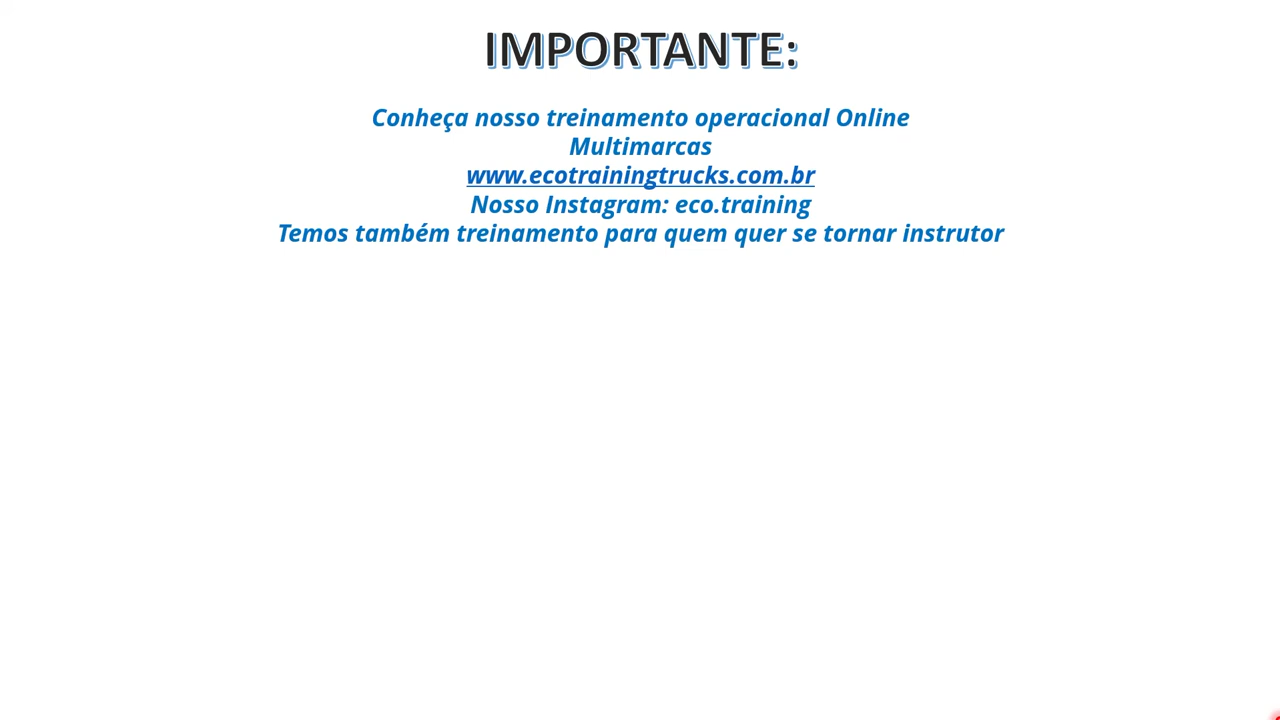 IMPORTANTE:
Conheça nosso treinamento operacional Online
Multimarcas
www.ecotrainingtrucks.com.br
Nosso Instagram: eco.training
Temos também treinamento para quem quer se tornar instrutor